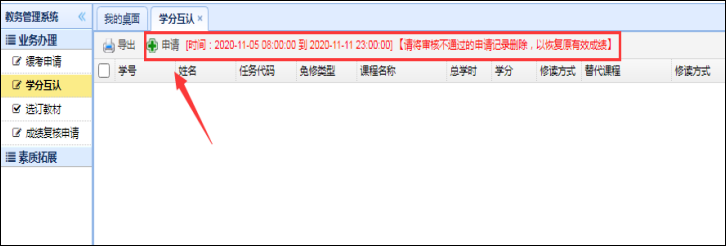 教务管理系统
我的桌面
学分互认
业务办理
导出
申请 [时间：2020-11-05 08:00:00 到 2020-11-11 23:00:00]【请将审核不通过的申请记录删除，以恢复原有效成绩】
缓考申请
学号 姓名 任务代码 免修类型 课程名称 总学时 学分 修读方式 替代课程 修读方式
学分互认
选订教材
成绩复核申请
素质拓展